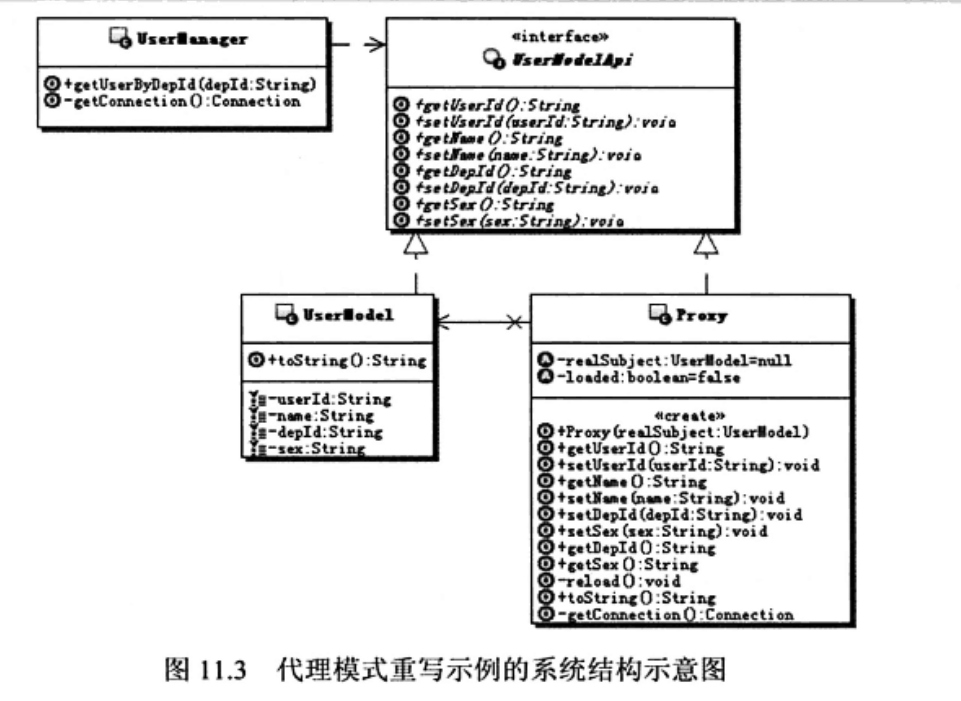 UserManager
+getUserByDepId(depId:String)
-getConnection():Connection
«interface»
UserModelApi
+getUserId():String
+setUserId(userId:String):void
+getName():String
+setName(name:String):void
+getDepId():String
+setDepId(depId:String):void
+getSex():String
+setSex(sex:String):void
UserModel
+toString():String
-userId:String
-name:String
-depId:String
-sex:String
Proxy
-realSubject:UserModel=null
-loaded:boolean=false
«create»
+Proxy(realSubject:UserModel)
+getUserId():String
+setUserId(userId:String):void
+getName():String
+setName(name:String):void
+setDepId(depId:String):void
+setSex(sex:String):void
+getDepId():String
+getSex():String
-reload():void
+toString():String
-getConnection():Connection
图 11.3 代理模式重写示例的系统结构示意图